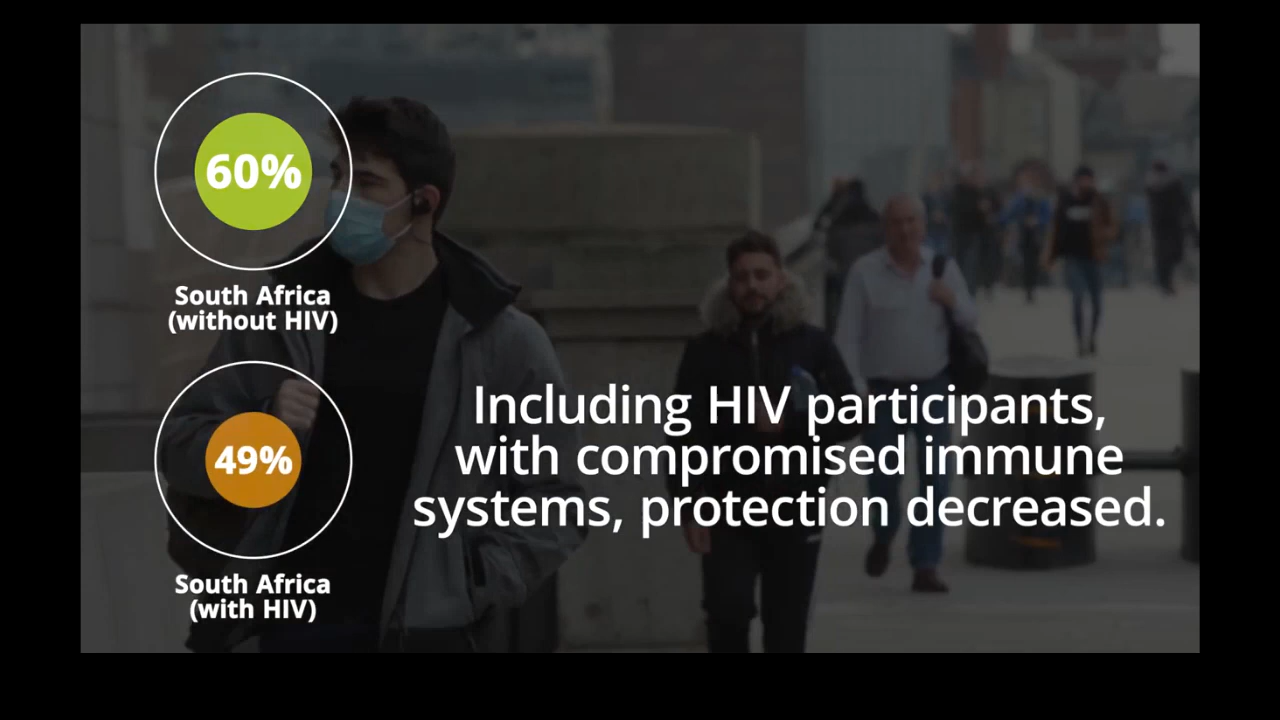 60%
South Africa
(without HIV)
49%
South Africa
(with HIV)
Including HIV participants,
with compromised immune
systems, protection decreased.